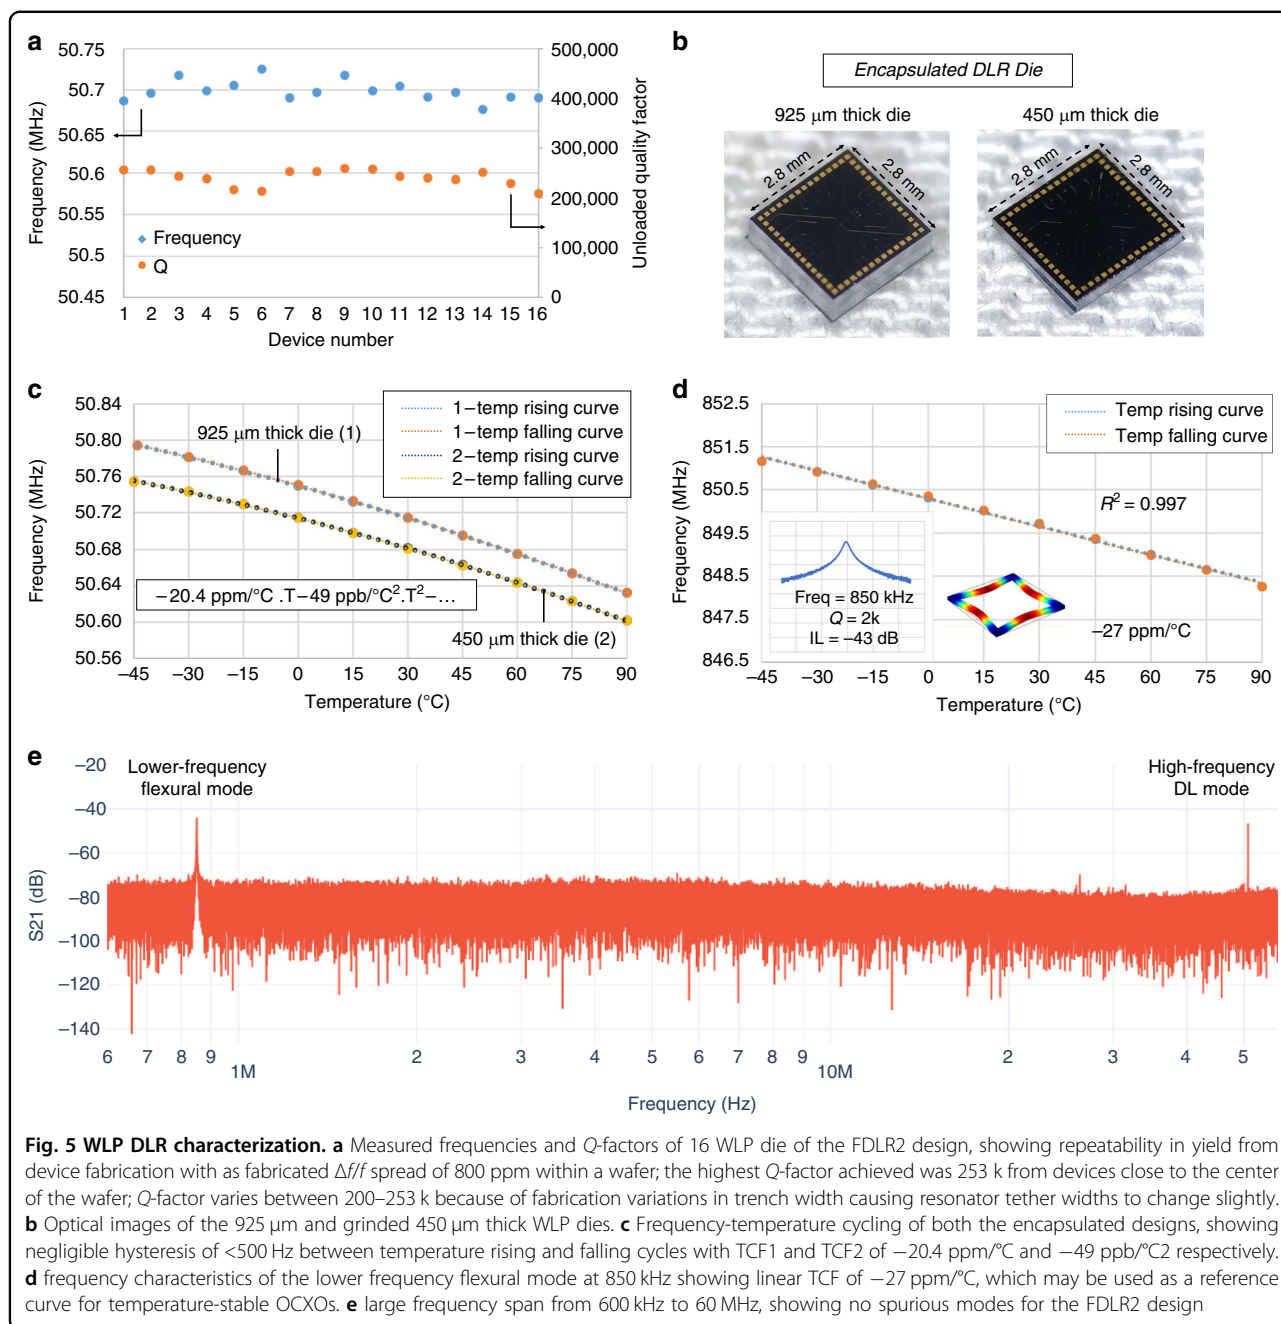 a
50.75
50.7
50.65
50.6
50.55
50.5
50.45
Frequency (MHz)
500,000
400,000
300,000
200,000
100,000
0
Unloaded quality factor
Frequency
Q
1 2 3 4 5 6 7 8 9 10 11 12 13 14 15 16
Device number
b
Encapsulated DLR Die
925 μm thick die
450 μm thick die
2.8 mm
2.8 mm
2.8 mm
2.8 mm
c
50.84
50.80
50.76
50.72
50.68
50.64
50.60
50.56
Frequency (MHz)
1–temp rising curve
1–temp falling curve
2–temp rising curve
2–temp falling curve
925 μm thick die (1)
−20.4 ppm/°C .T−49 ppb/°C².T²−...
450 μm thick die (2)
−45 −30 −15 0 15 30 45 60 75 90
Temperature (°C)
d
852.5
851.5
850.5
849.5
848.5
847.5
846.5
Frequency (MHz)
Temp rising curve
Temp falling curve
R² = 0.997
Freq = 850 kHz
Q = 2k
IL = −43 dB
−27 ppm/°C
−45 −30 −15 0 15 30 45 60 75 90
Temperature (°C)
e
−20
−40
−60
−80
−100
−120
−140
S21 (dB)
Lower-frequency
flexural mode
High-frequency
DL mode
6 7 8 9 1M 2 3 4 5 6 7 8 9 10M 2 3 4 5
Frequency (Hz)
Fig. 5 WLP DLR characterization. a Measured frequencies and Q-factors of 16 WLP die of the FDLR2 design, showing repeatability in yield from
device fabrication with as fabricated Δf/f spread of 800 ppm within a wafer; the highest Q-factor achieved was 253 k from devices close to the center
of the wafer; Q-factor varies between 200–253 k because of fabrication variations in trench width causing resonator tether widths to change slightly.
b Optical images of the 925 μm and grinded 450 μm thick WLP dies. c Frequency-temperature cycling of both the encapsulated designs, showing
negligible hysteresis of <500 Hz between temperature rising and falling cycles with TCF1 and TCF2 of −20.4 ppm/°C and −49 ppb/°C2 respectively.
d frequency characteristics of the lower frequency flexural mode at 850 kHz showing linear TCF of −27 ppm/°C, which may be used as a reference
curve for temperature-stable OCXOs. e large frequency span from 600 kHz to 60 MHz, showing no spurious modes for the FDLR2 design